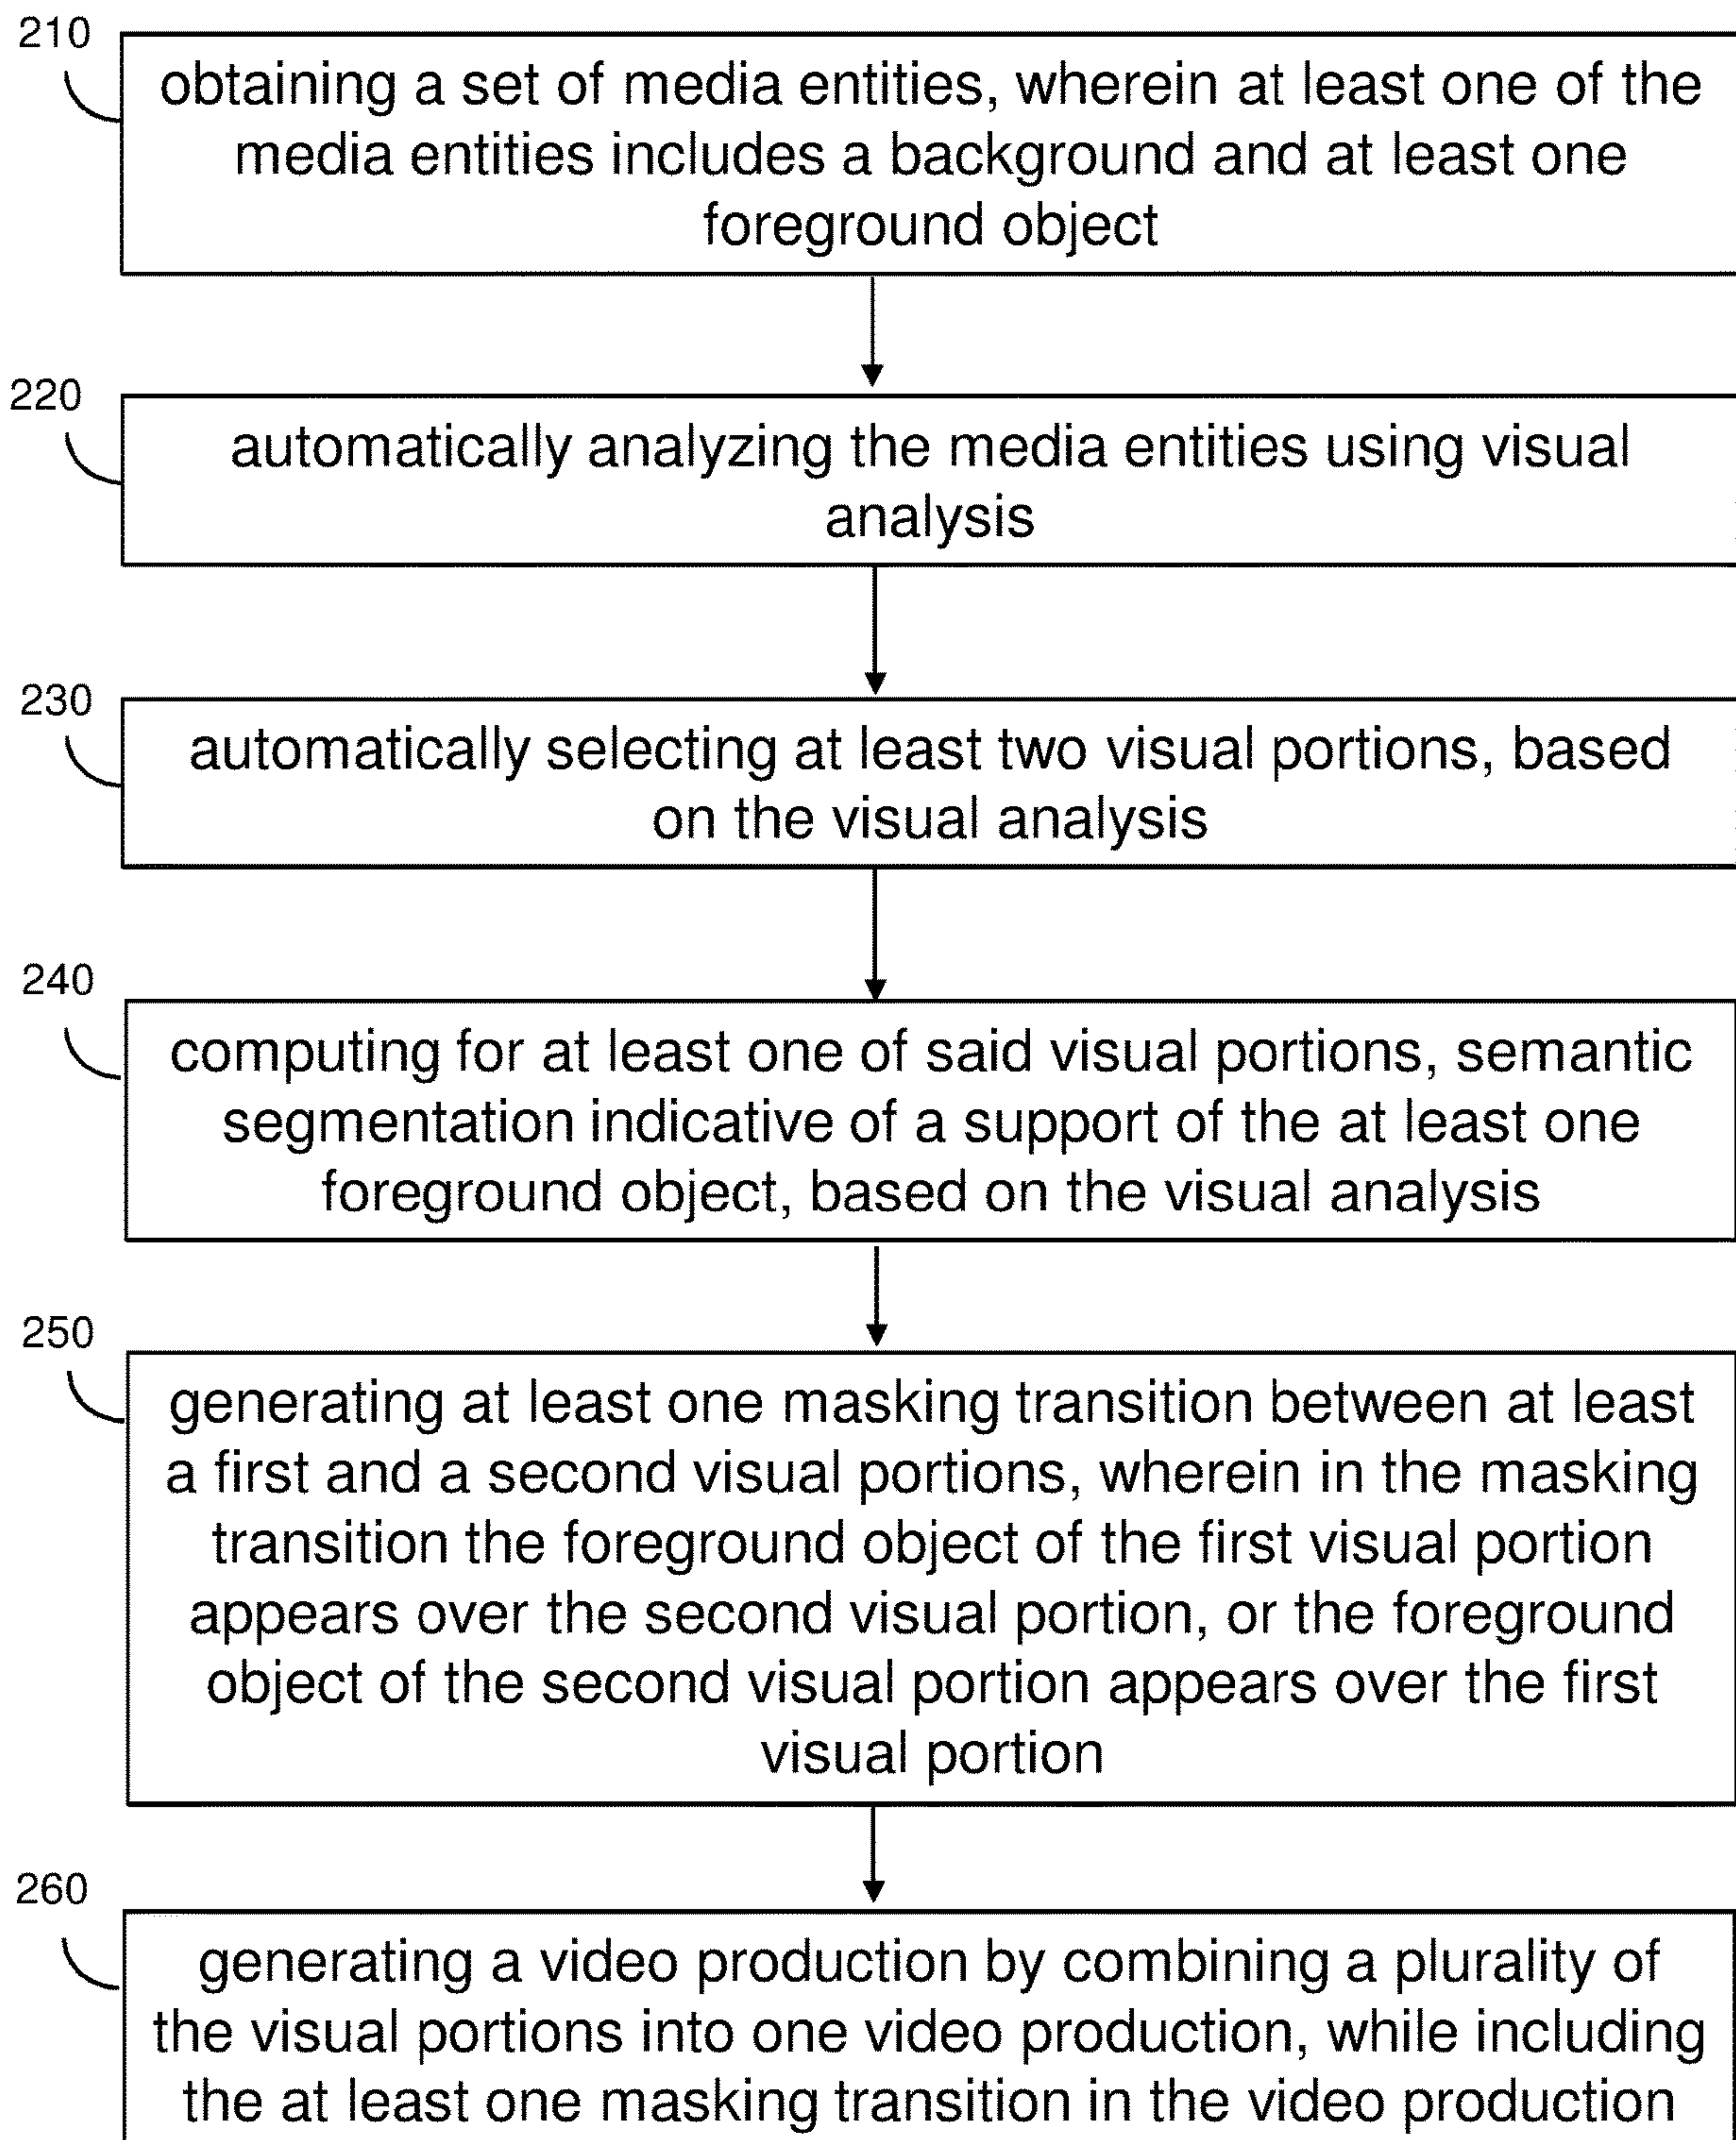 210
obtaining a set of media entities, wherein at least one of the
media entities includes a background and at least one
foreground object
220
automatically analyzing the media entities using visual
analysis
230
automatically selecting at least two visual portions, based
on the visual analysis
240
computing for at least one of said visual portions, semantic
segmentation indicative of a support of the at least one
foreground object, based on the visual analysis
250
generating at least one masking transition between at least
a first and a second visual portions, wherein in the masking
transition the foreground object of the first visual portion
appears over the second visual portion, or the foreground
object of the second visual portion appears over the first
visual portion
260
generating a video production by combining a plurality of
the visual portions into one video production, while including
the at least one masking transition in the video production